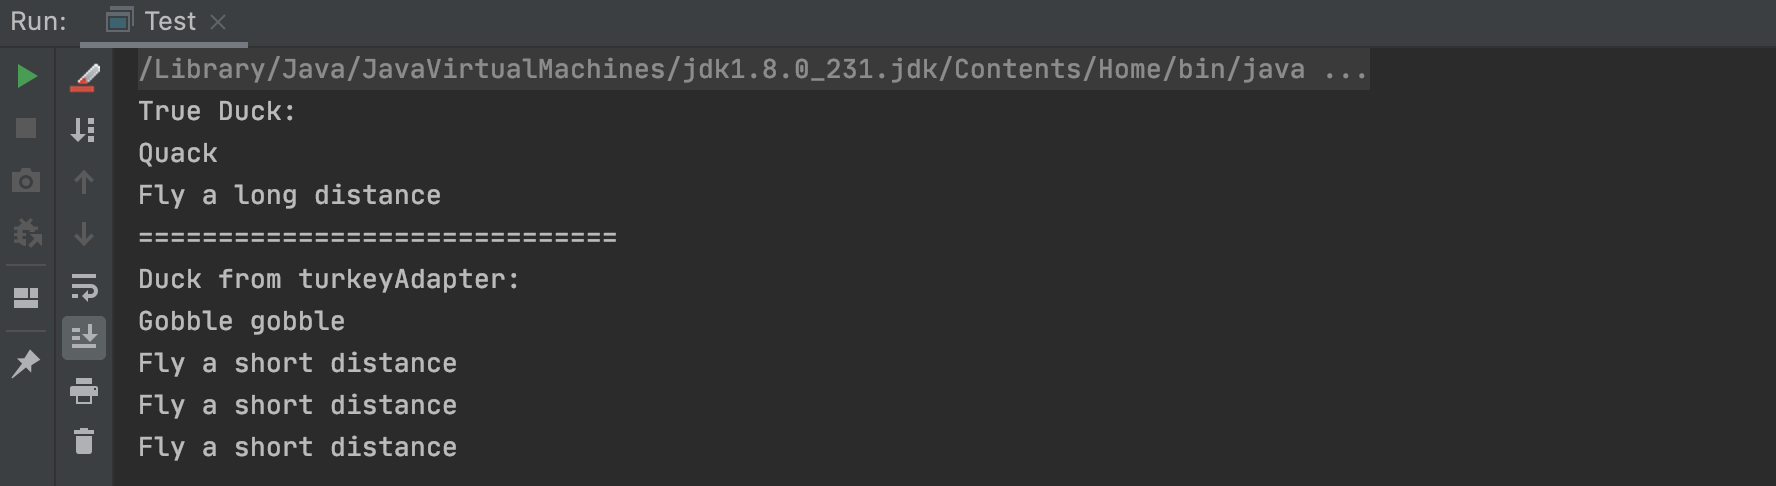 Run: Test
/Library/Java/JavaVirtualMachines/jdk1.8.0_231.jdk/Contents/Home/bin/java ...
True Duck:
Quack
Fly a long distance
==============================
Duck from turkeyAdapter:
Gobble gobble
Fly a short distance
Fly a short distance
Fly a short distance